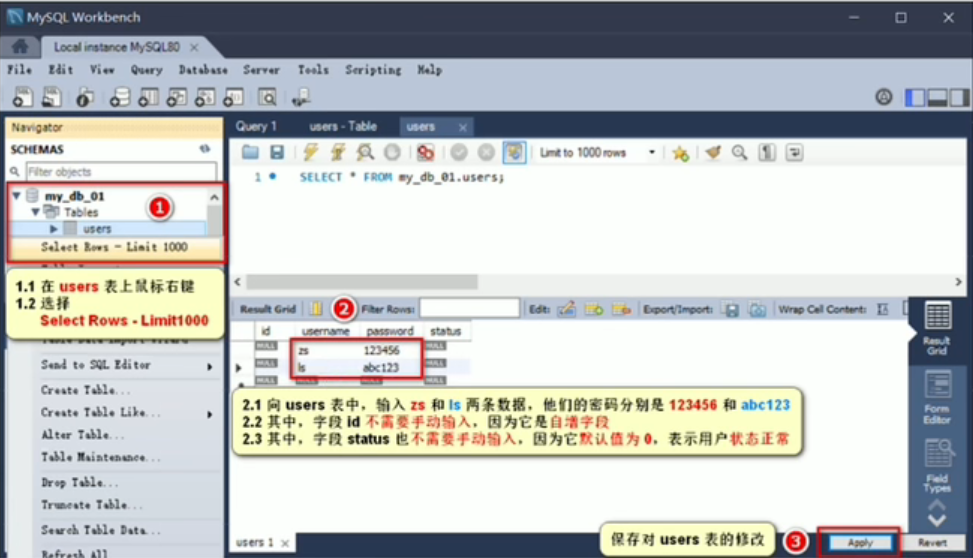 MySQL Workbench
Local instance MySQL80
File Edit View Query Database Server Tools Scripting Help
Navigator
SCHEMAS
Filter objects
my_db_01
Tables
users
Select Rows - Limit 1000
1
1.1 在 users 表上鼠标右键
1.2 选择
Select Rows - Limit1000
Table Data Import Wizard
Send to SQL Editor
Create Table...
Create Table Like...
Alter Table...
Table Maintenance...
Drop Table...
Truncate Table...
Search Table Data...
Refresh All
Query 1 users - Table users
Limit to 1000 rows
1 SELECT * FROM my_db_01.users;
Result Grid 2 Filter Rows: Edit: Export/Import: Wrap Cell Content:
id username password status
NULL zs 123456 NULL
NULL ls abc123 NULL
NULL NULL NULL NULL
2.1 向 users 表中，输入 zs 和 ls 两条数据，他们的密码分别是 123456 和 abc123
2.2 其中，字段 id 不需要手动输入，因为它是自增字段
2.3 其中，字段 status 也不需要手动输入，因为它默认值为 0，表示用户状态正常
Result
Grid
Form
Editor
Field
Types
users 1
保存对 users 表的修改 3 Apply Revert